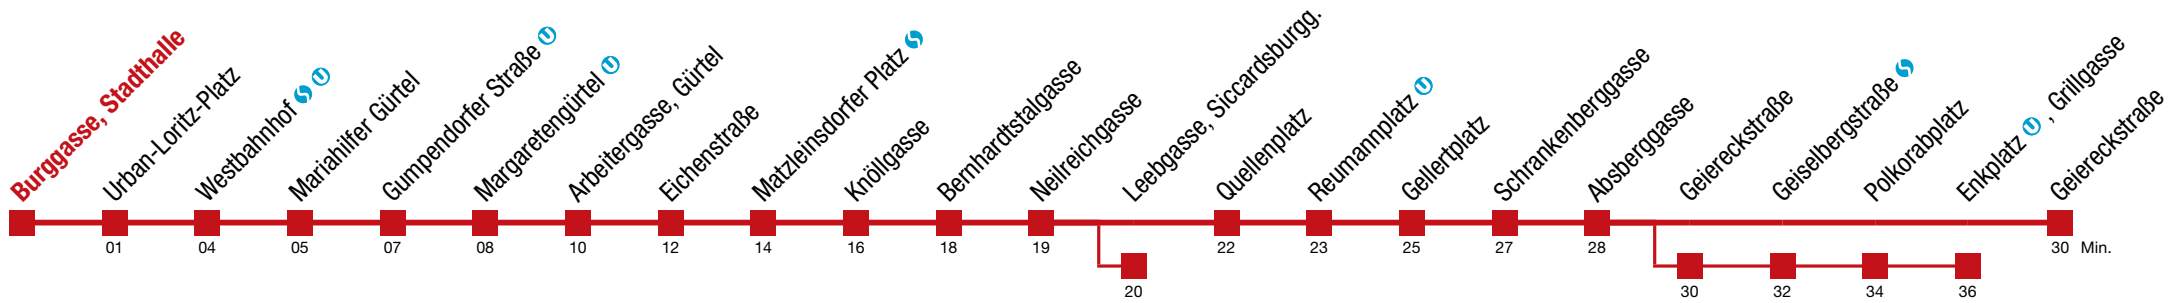 Burggasse, Stadthalle
Urban-Loritz-Platz
Westbahnhof S U
Mariahilfer Gürtel
Gumpendorfer Straße U
Margaretengürtel U
Arbeitergasse, Gürtel
Eichenstraße
Matzleinsdorfer Platz S
Knöllgasse
Bernhardtstalgasse
Neilreichgasse
Leebgasse, Siccardsburgg.
Quellenplatz
Reumannplatz U
Gellertplatz
Schrankenberggasse
Absberggasse
Geiereckstraße
Geiselbergstraße S
Polkorabplatz
Enkplatz U , Grillgasse
Geiereckstraße
01 04 05 07 08 10 12 14 16 18 19 22 23 25 27 28 30 Min.
20 30 32 34 36